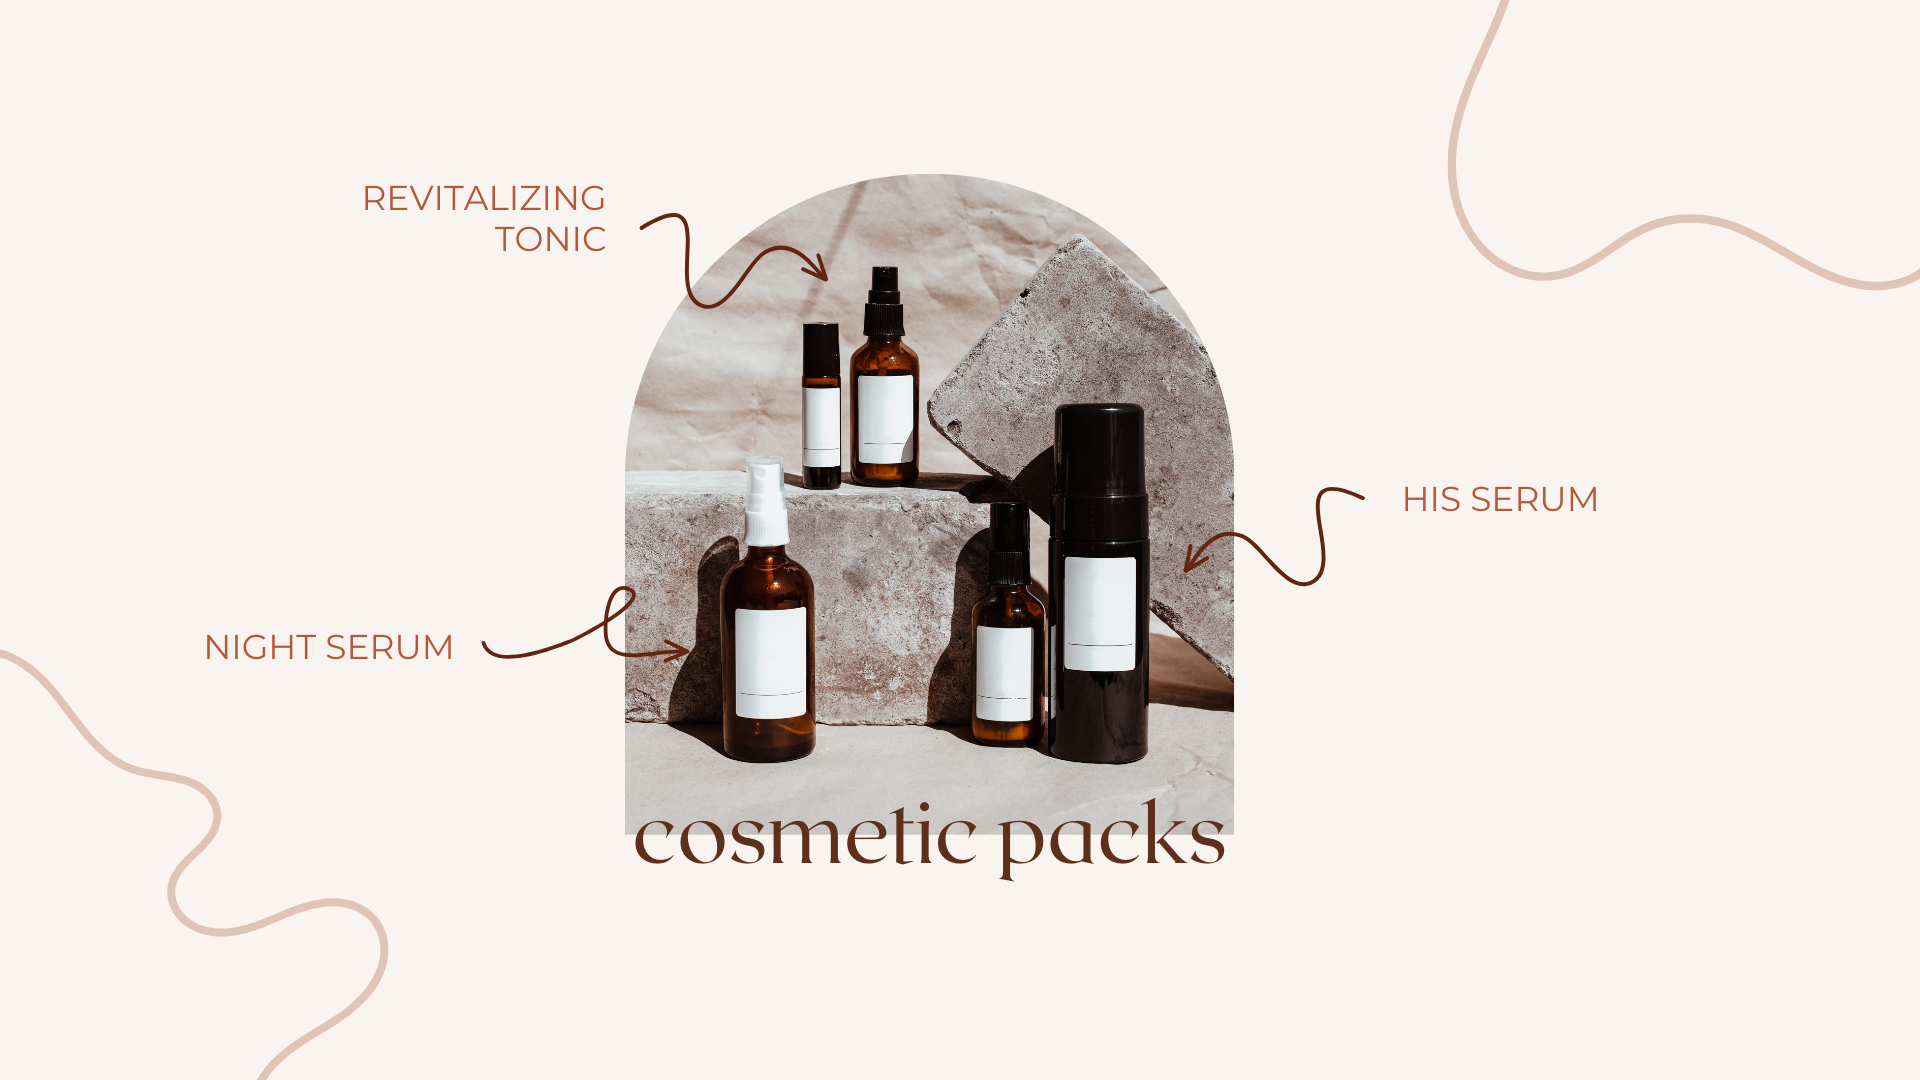 REVITALIZING
TONIC
HIS SERUM
NIGHT SERUM
cosmetic packs